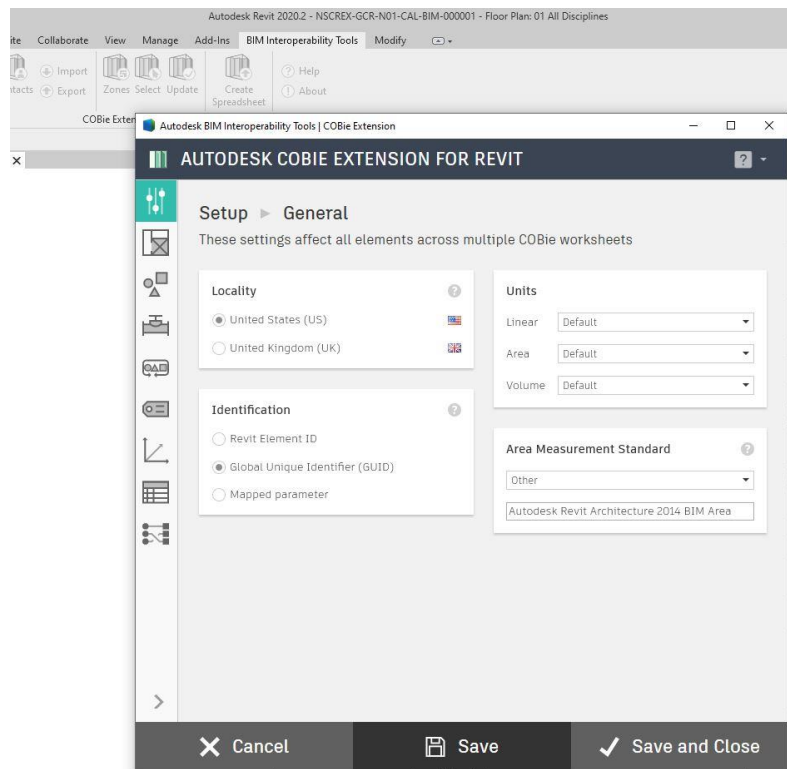 Autodesk Revit 2020.2 - NSCREX-GCR-N01-CAL-BIM-000001 - Floor Plan: 01 All Disciplines
ite Collaborate View Manage Add-Ins BIM Interoperability Tools Modify
Import Help
tacts Export Zones Select Update Create Spreadsheet About
COBie Exten
Autodesk BIM Interoperability Tools | COBie Extension
AUTODESK COBIE EXTENSION FOR REVIT ?
Setup General
These settings affect all elements across multiple COBie worksheets
Locality ?
United States (US)
United Kingdom (UK)
Identification ?
Revit Element ID
Global Unique Identifier (GUID)
Mapped parameter
Units
Linear Default
Area Default
Volume Default
Area Measurement Standard ?
Other
Autodesk Revit Architecture 2014 BIM Area
Cancel Save Save and Close